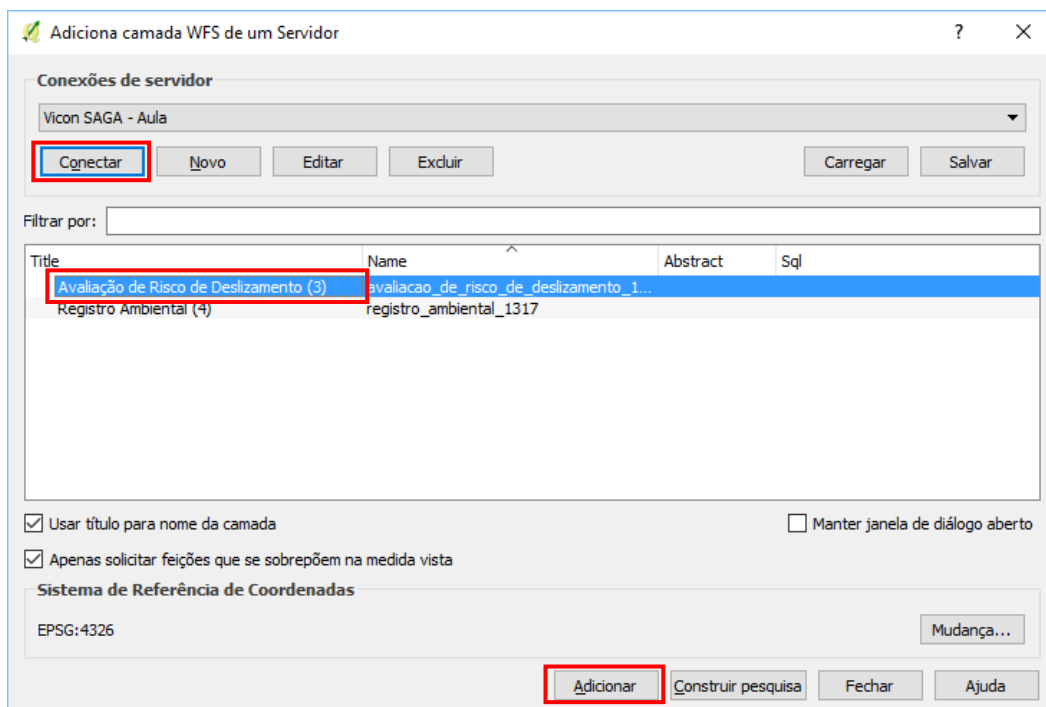 Adiciona camada WFS de um Servidor ?
Conexões de servidor
Vicon SAGA - Aula
Conectar Novo Editar Excluir Carregar Salvar
Filtrar por:
Title Name Abstract Sql
Avaliação de Risco de Deslizamento (3) avaliacao_de_risco_de_deslizamento_1...
Registro Ambiental (4) registro_ambiental_1317
Usar título para nome da camada Manter janela de diálogo aberto
Apenas solicitar feições que se sobrepõem na medida vista
Sistema de Referência de Coordenadas
EPSG:4326 Mudança...
Adicionar Construir pesquisa Fechar Ajuda